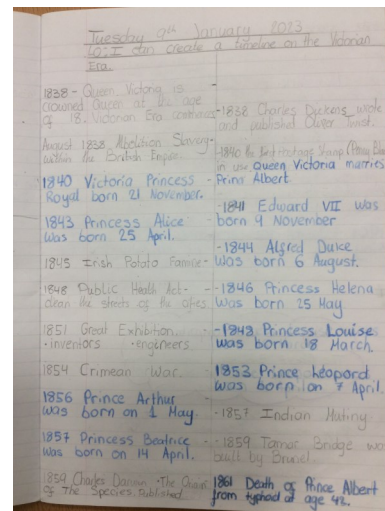 Tuesday 9th January 2023
LO: I can create a timeline on the Victorian
Era.
1838 - Queen Victoria is
crowned Queen at the age
of 18. Victorian Era continues
- 1838 Charles Dickens wrote
and published Oliver Twist.
August 1838, Abolition Slavery -
within the British Empire.
- 1840 the first Postage Stamp (Penny Black)
in use Queen Victoria marries
Prins Albert.
1840 Victoria Princess -
Royal born 21 November.
- 1841 Edward VII was
born 4 November
1843 Princess Alice
was born 25 April.
- 1844 Alfred Duke
was born 6 August.
1845 Irish Potato Famine -
- 1846 Princess Helena
was born 25 May
1848 Public Health Act -
clean the streets of the cities
- 1848 Princess Louise
was born 18 March.
1851 Great Exhibition. -
• inventors • engineers
1853 Prince Leopord
was born on 7 April.
1854 Crimean War. -
- 1857 Indian Mutiny
1856 Prince Arthur
was born on 1 May.
- 1859 Tamar Bridge was
built by Brunel
1857 Princess Beatrice -
was born on 14 April.
1861 Death of Prince Albert
from typhoid at age 42.
1859 Charles Darwin • The Origin
of The Species Published